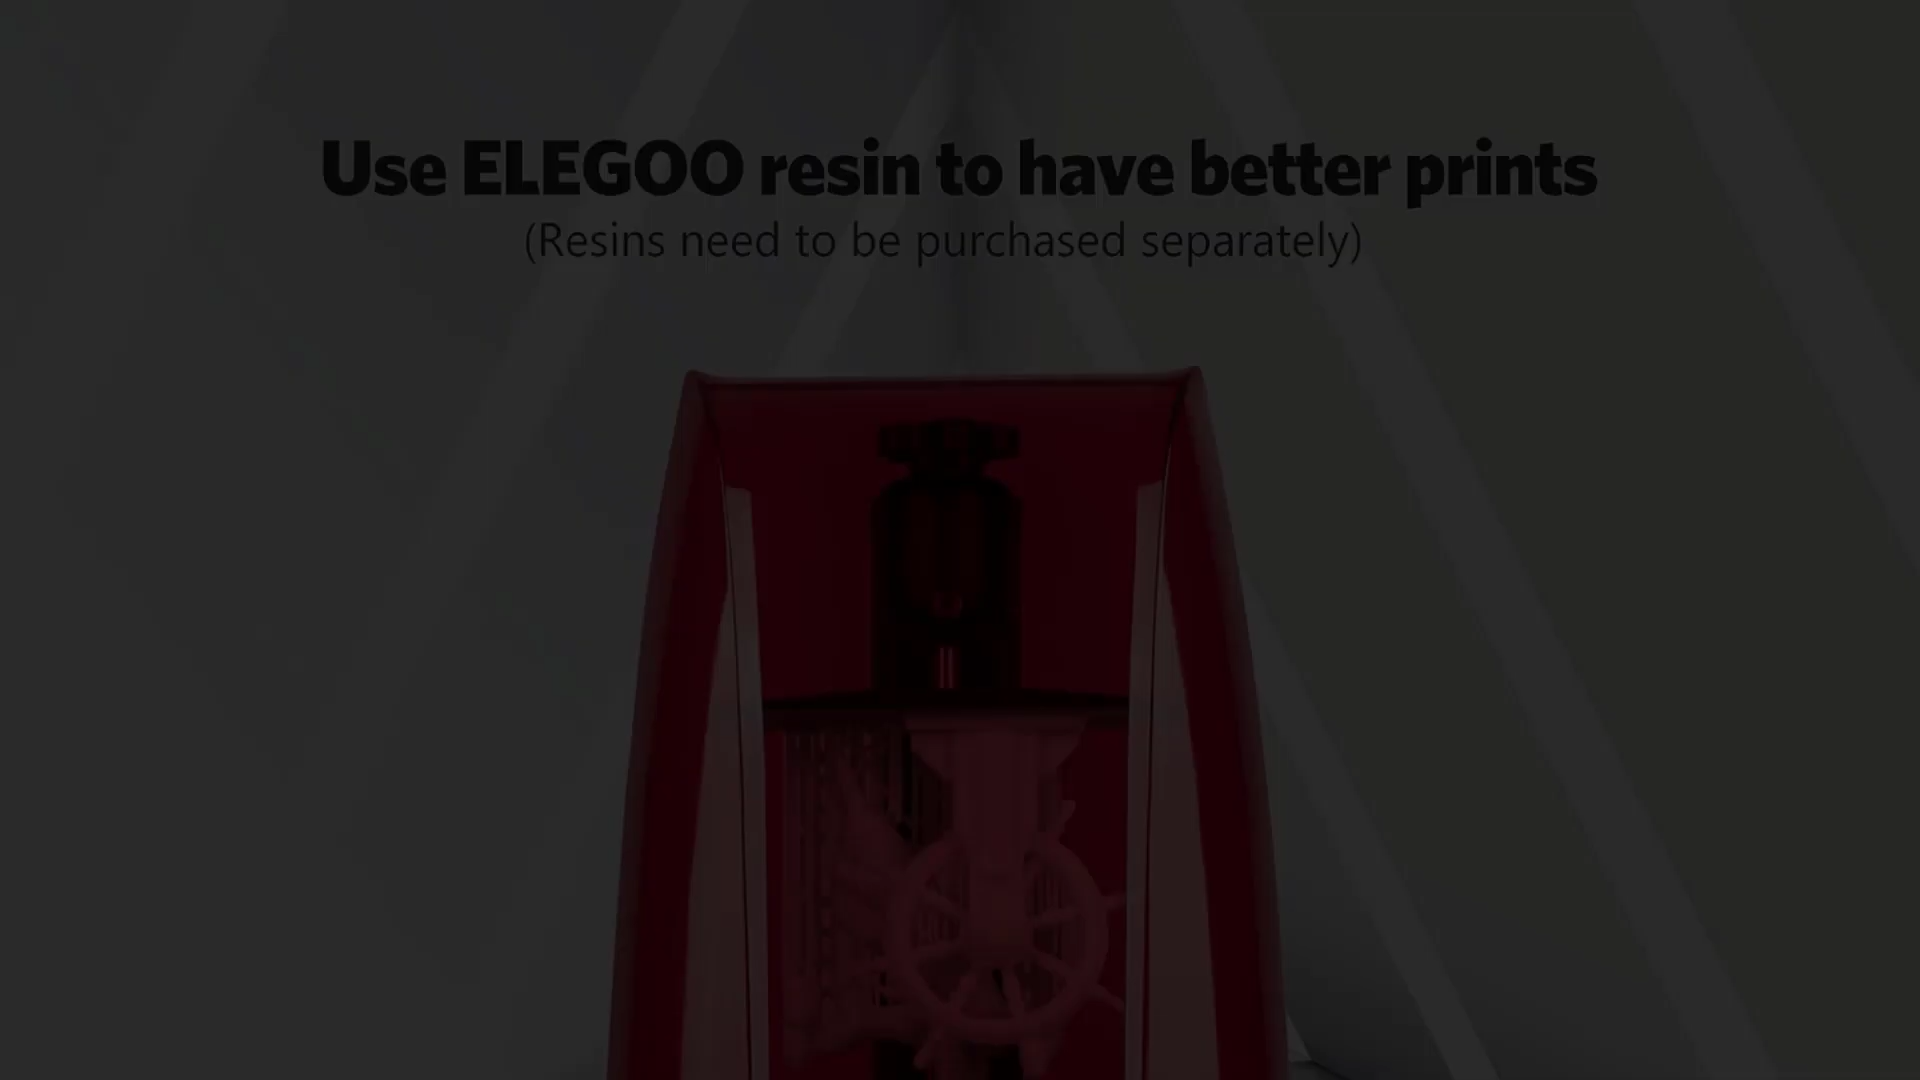 Use ELEGOO resin to have better prints
(Resins need to be purchased separately)